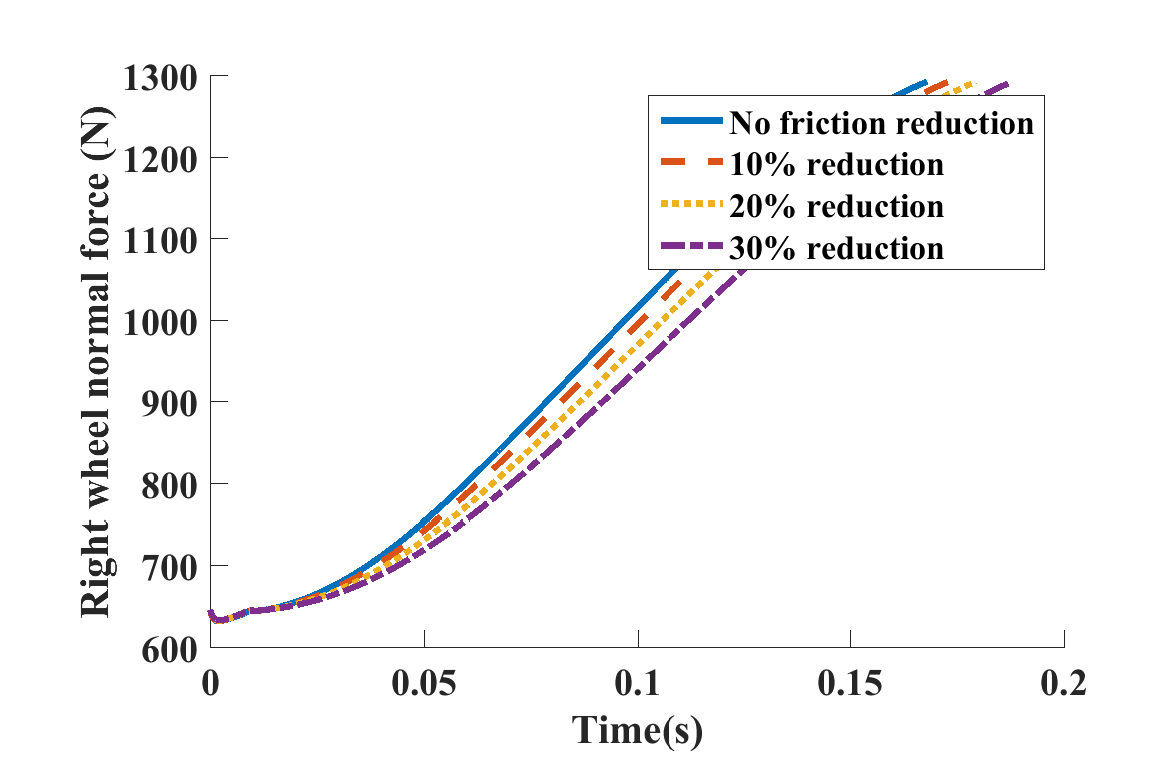 1300
1200
1100
1000
900
800
700
600
Right wheel normal force (N)
No friction reduction
10% reduction
20% reduction
30% reduction
0 0.05 0.1 0.15 0.2
Time(s)